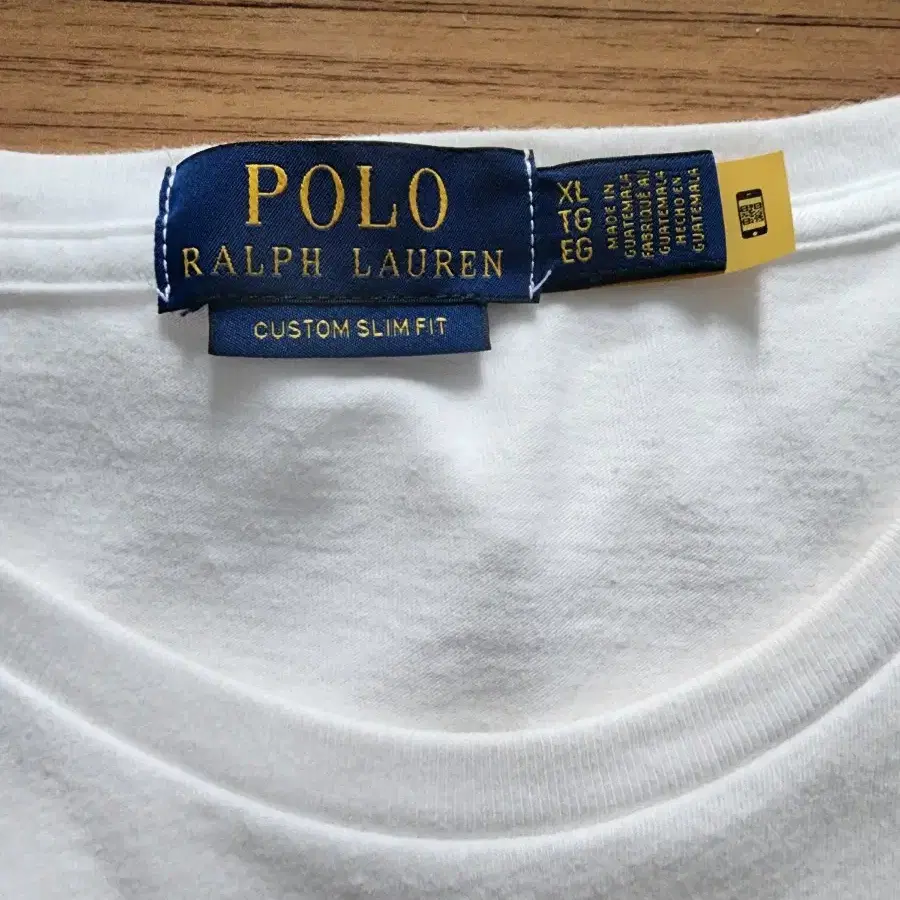 POLO
RALPH LAUREN
CUSTOM SLIM FIT
XL
TG
EG
MADE IN
GUATEMALA
FABRIQUÉ AU
GUATEMALA
HECHO EN
GUATEMALA